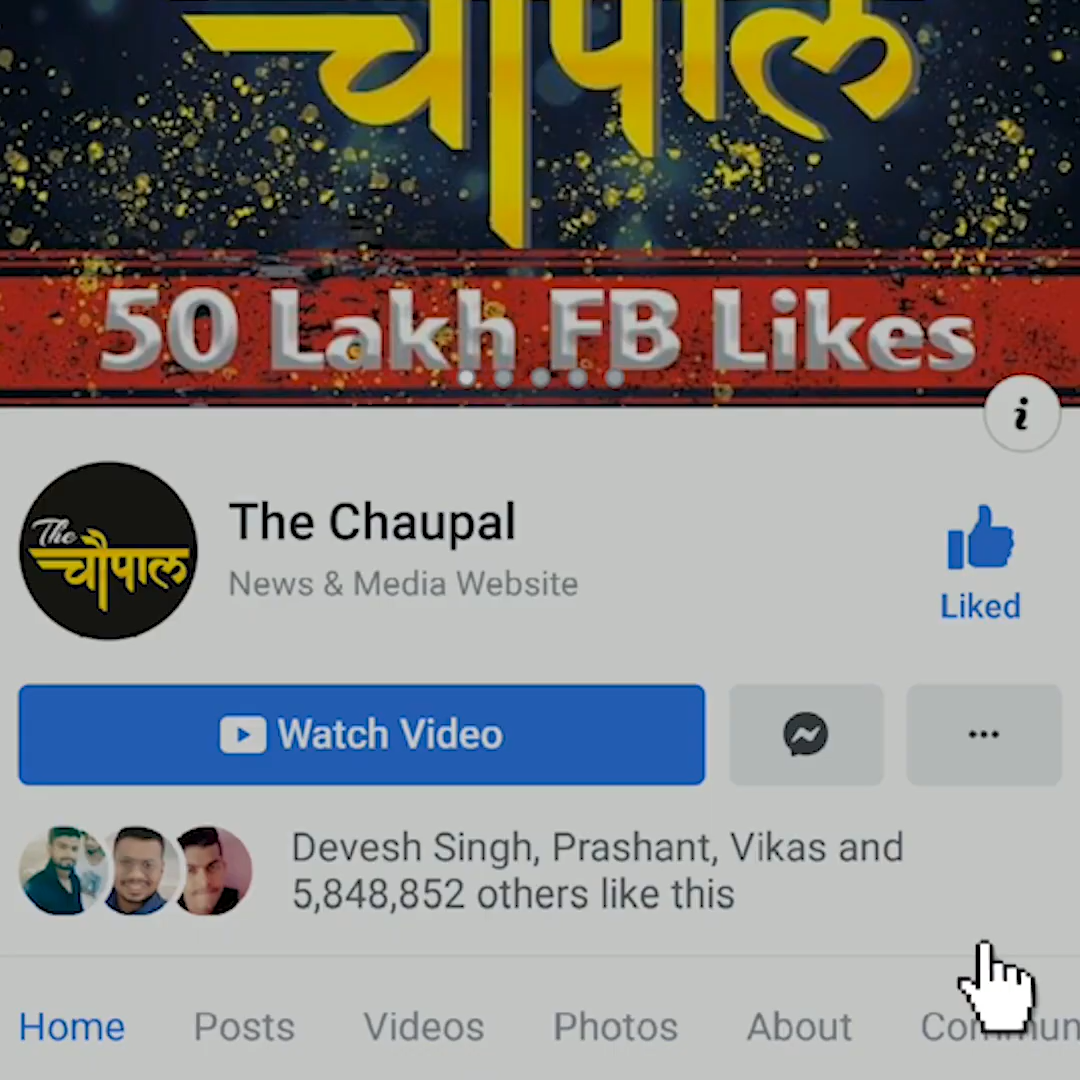 चौपाल
50 Lakh FB Likes
i
The
चौपाल
The Chaupal
News & Media Website
Liked
Watch Video
Devesh Singh, Prashant, Vikas and
5,848,852 others like this
Home Posts Videos Photos About